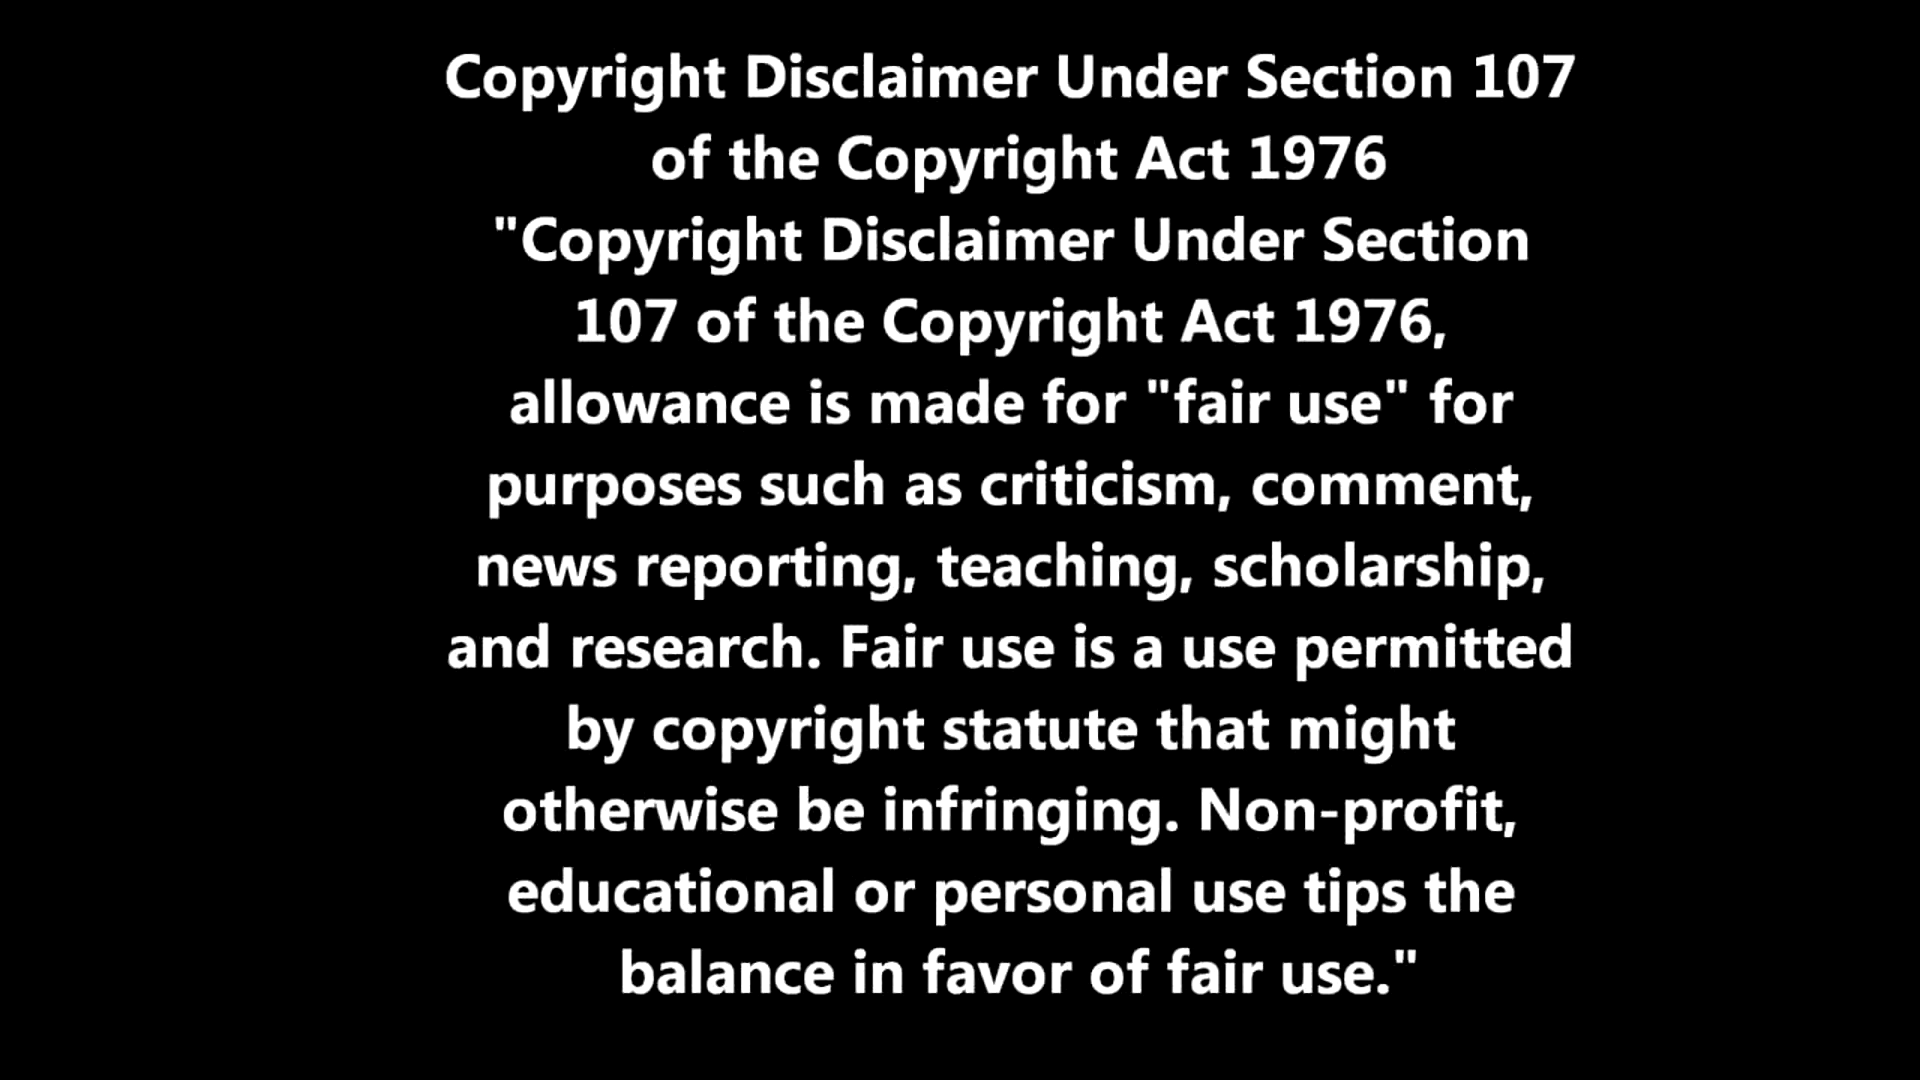 Copyright Disclaimer Under Section 107
of the Copyright Act 1976
"Copyright Disclaimer Under Section
107 of the Copyright Act 1976,
allowance is made for "fair use" for
purposes such as criticism, comment,
news reporting, teaching, scholarship,
and research. Fair use is a use permitted
by copyright statute that might
otherwise be infringing. Non-profit,
educational or personal use tips the
balance in favor of fair use."